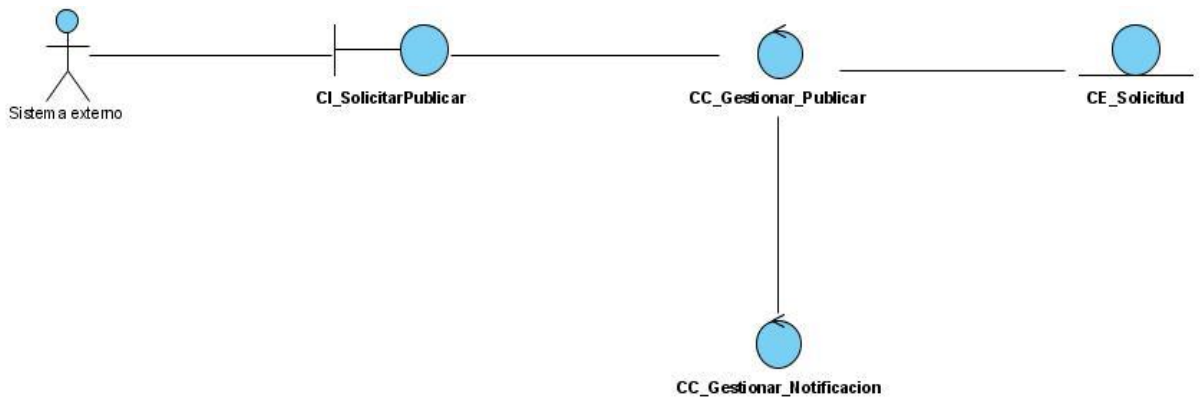 Sistema externo
CI_SolicitarPublicar
CC_Gestionar_Publicar
CE_Solicitud
CC_Gestionar_Notificacion